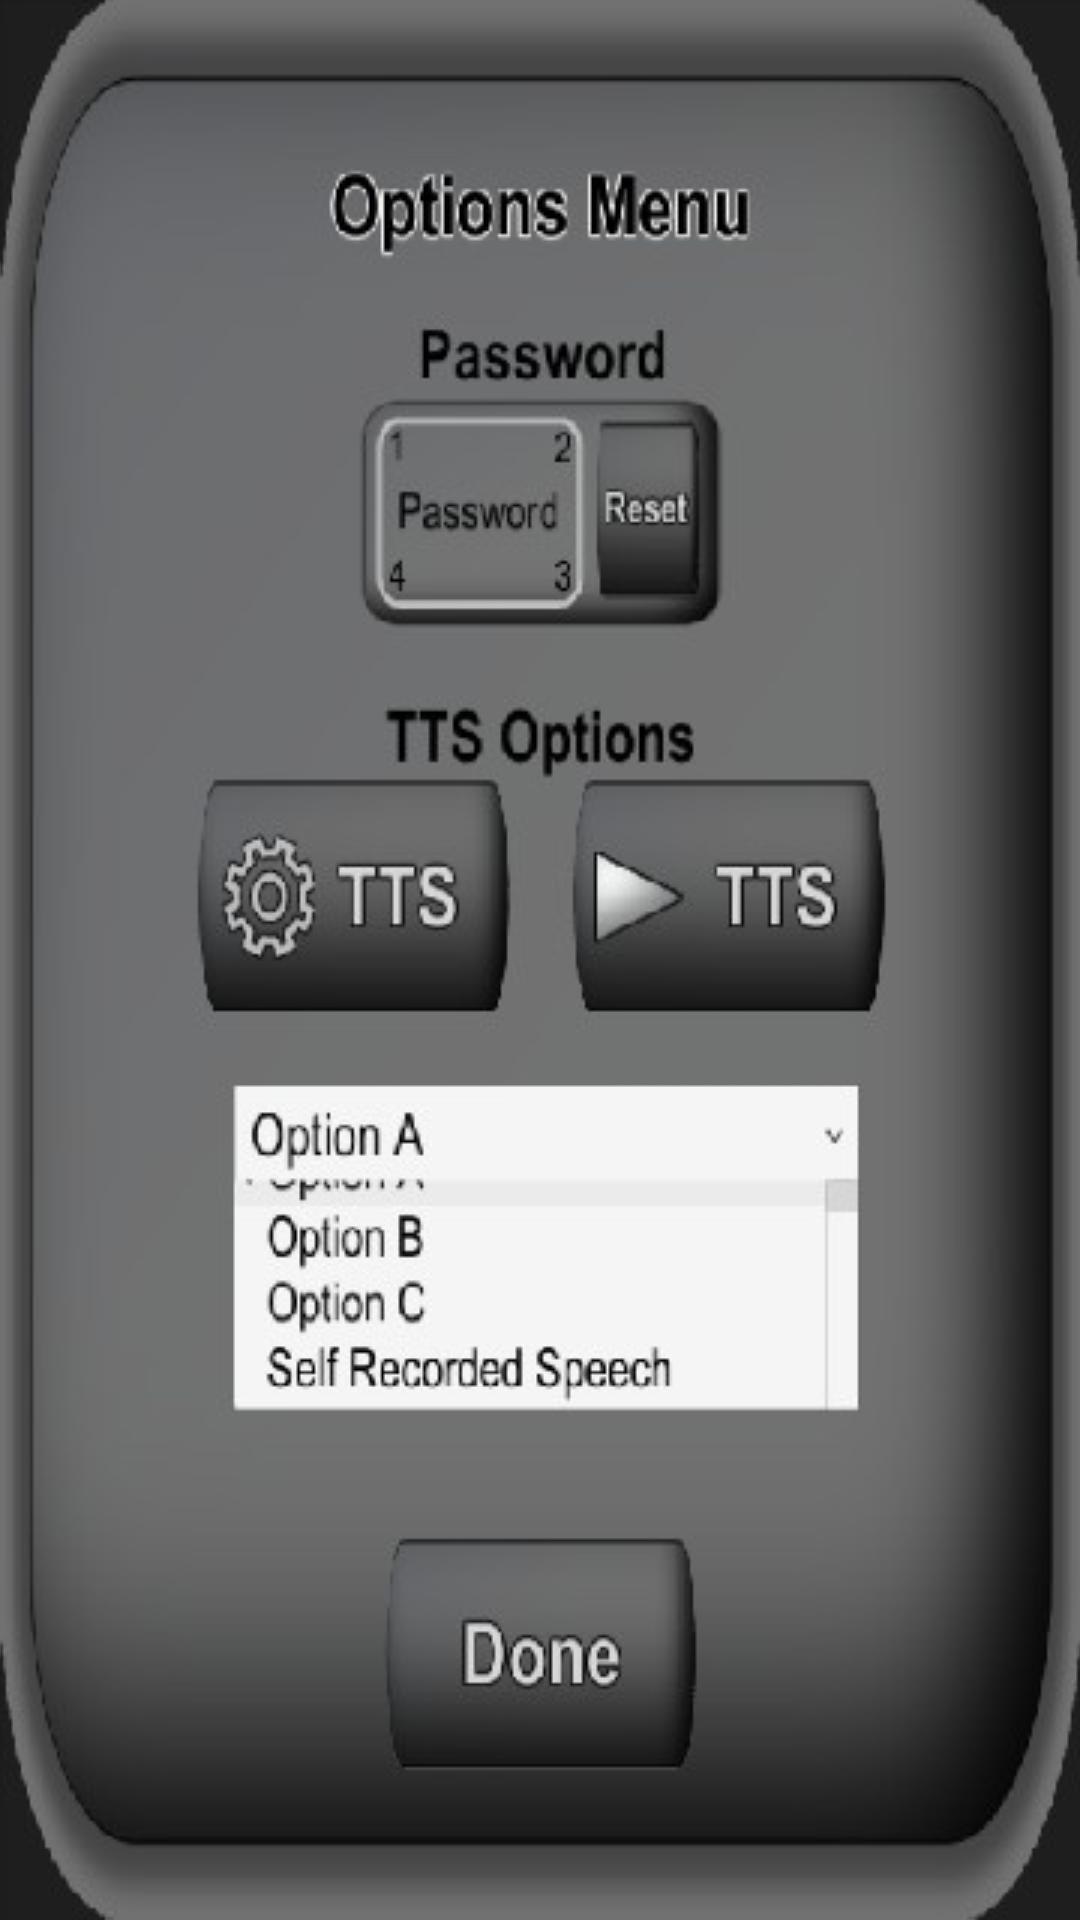 Options Menu
Password
1 2
Password
Reset
4 3
TTS Options
TTS
TTS
Option A
Option A
Option B
Option C
Self Recorded Speech
Done